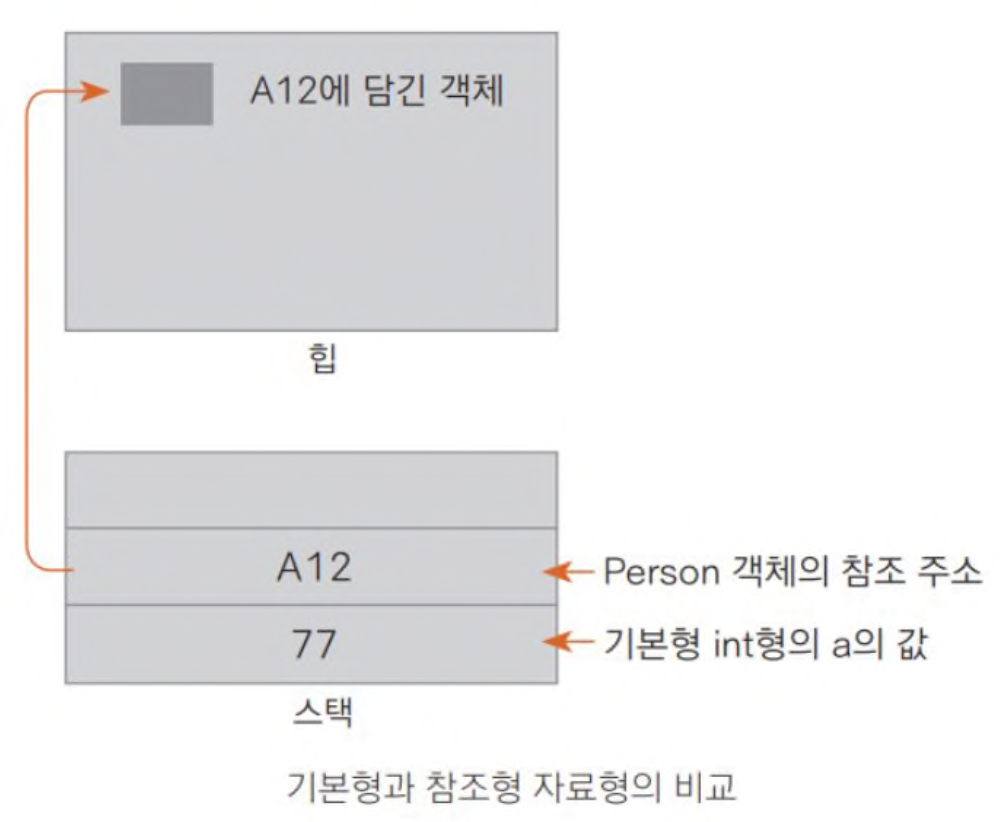 A12에 담긴 객체
힙
A12
Person 객체의 참조 주소
77
기본형 int형의 a의 값
스택
기본형과 참조형 자료형의 비교